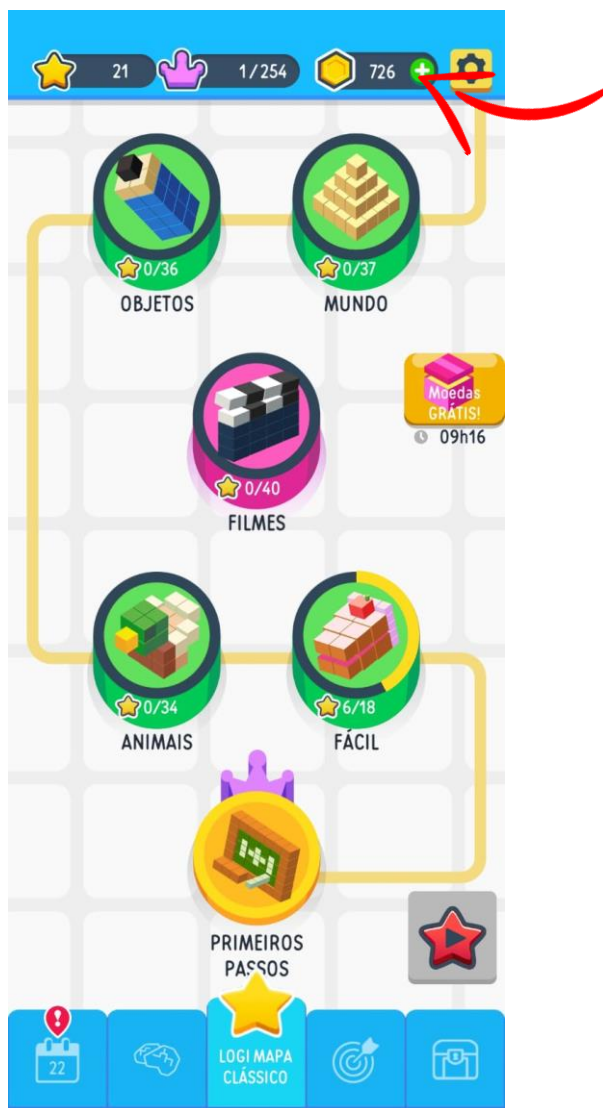 21
1/254
726
0/36
0/37
OBJETOS
MUNDO
Moedas
GRÁTIS!
09h16
0/40
FILMES
0/34
6/18
ANIMAIS
FÁCIL
PRIMEIROS
PASSOS
22
LOGI MAPA
CLÁSSICO